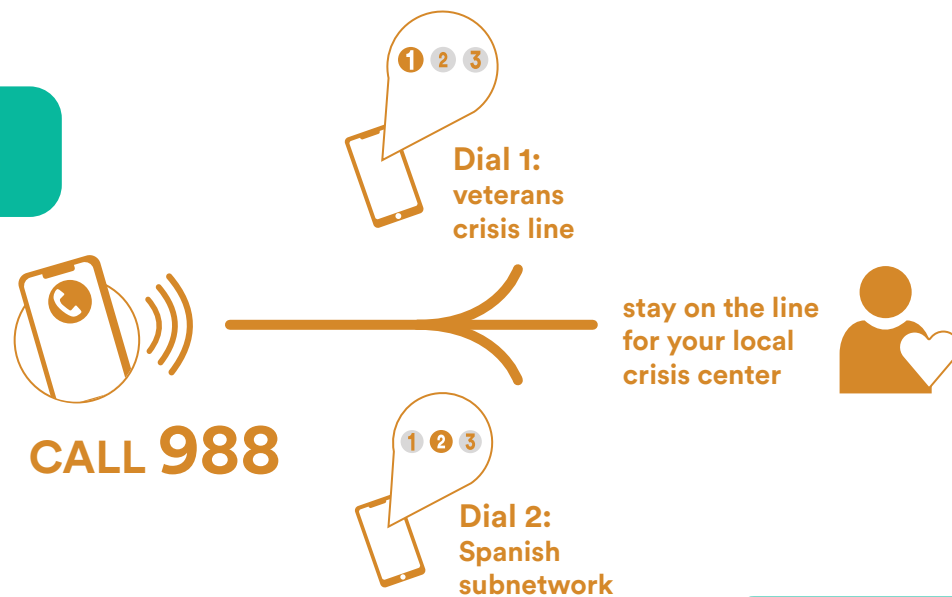 1 2 3
Dial 1:
veterans
crisis line
CALL 988
stay on the line
for your local
crisis center
1 2 3
Dial 2:
Spanish
subnetwork